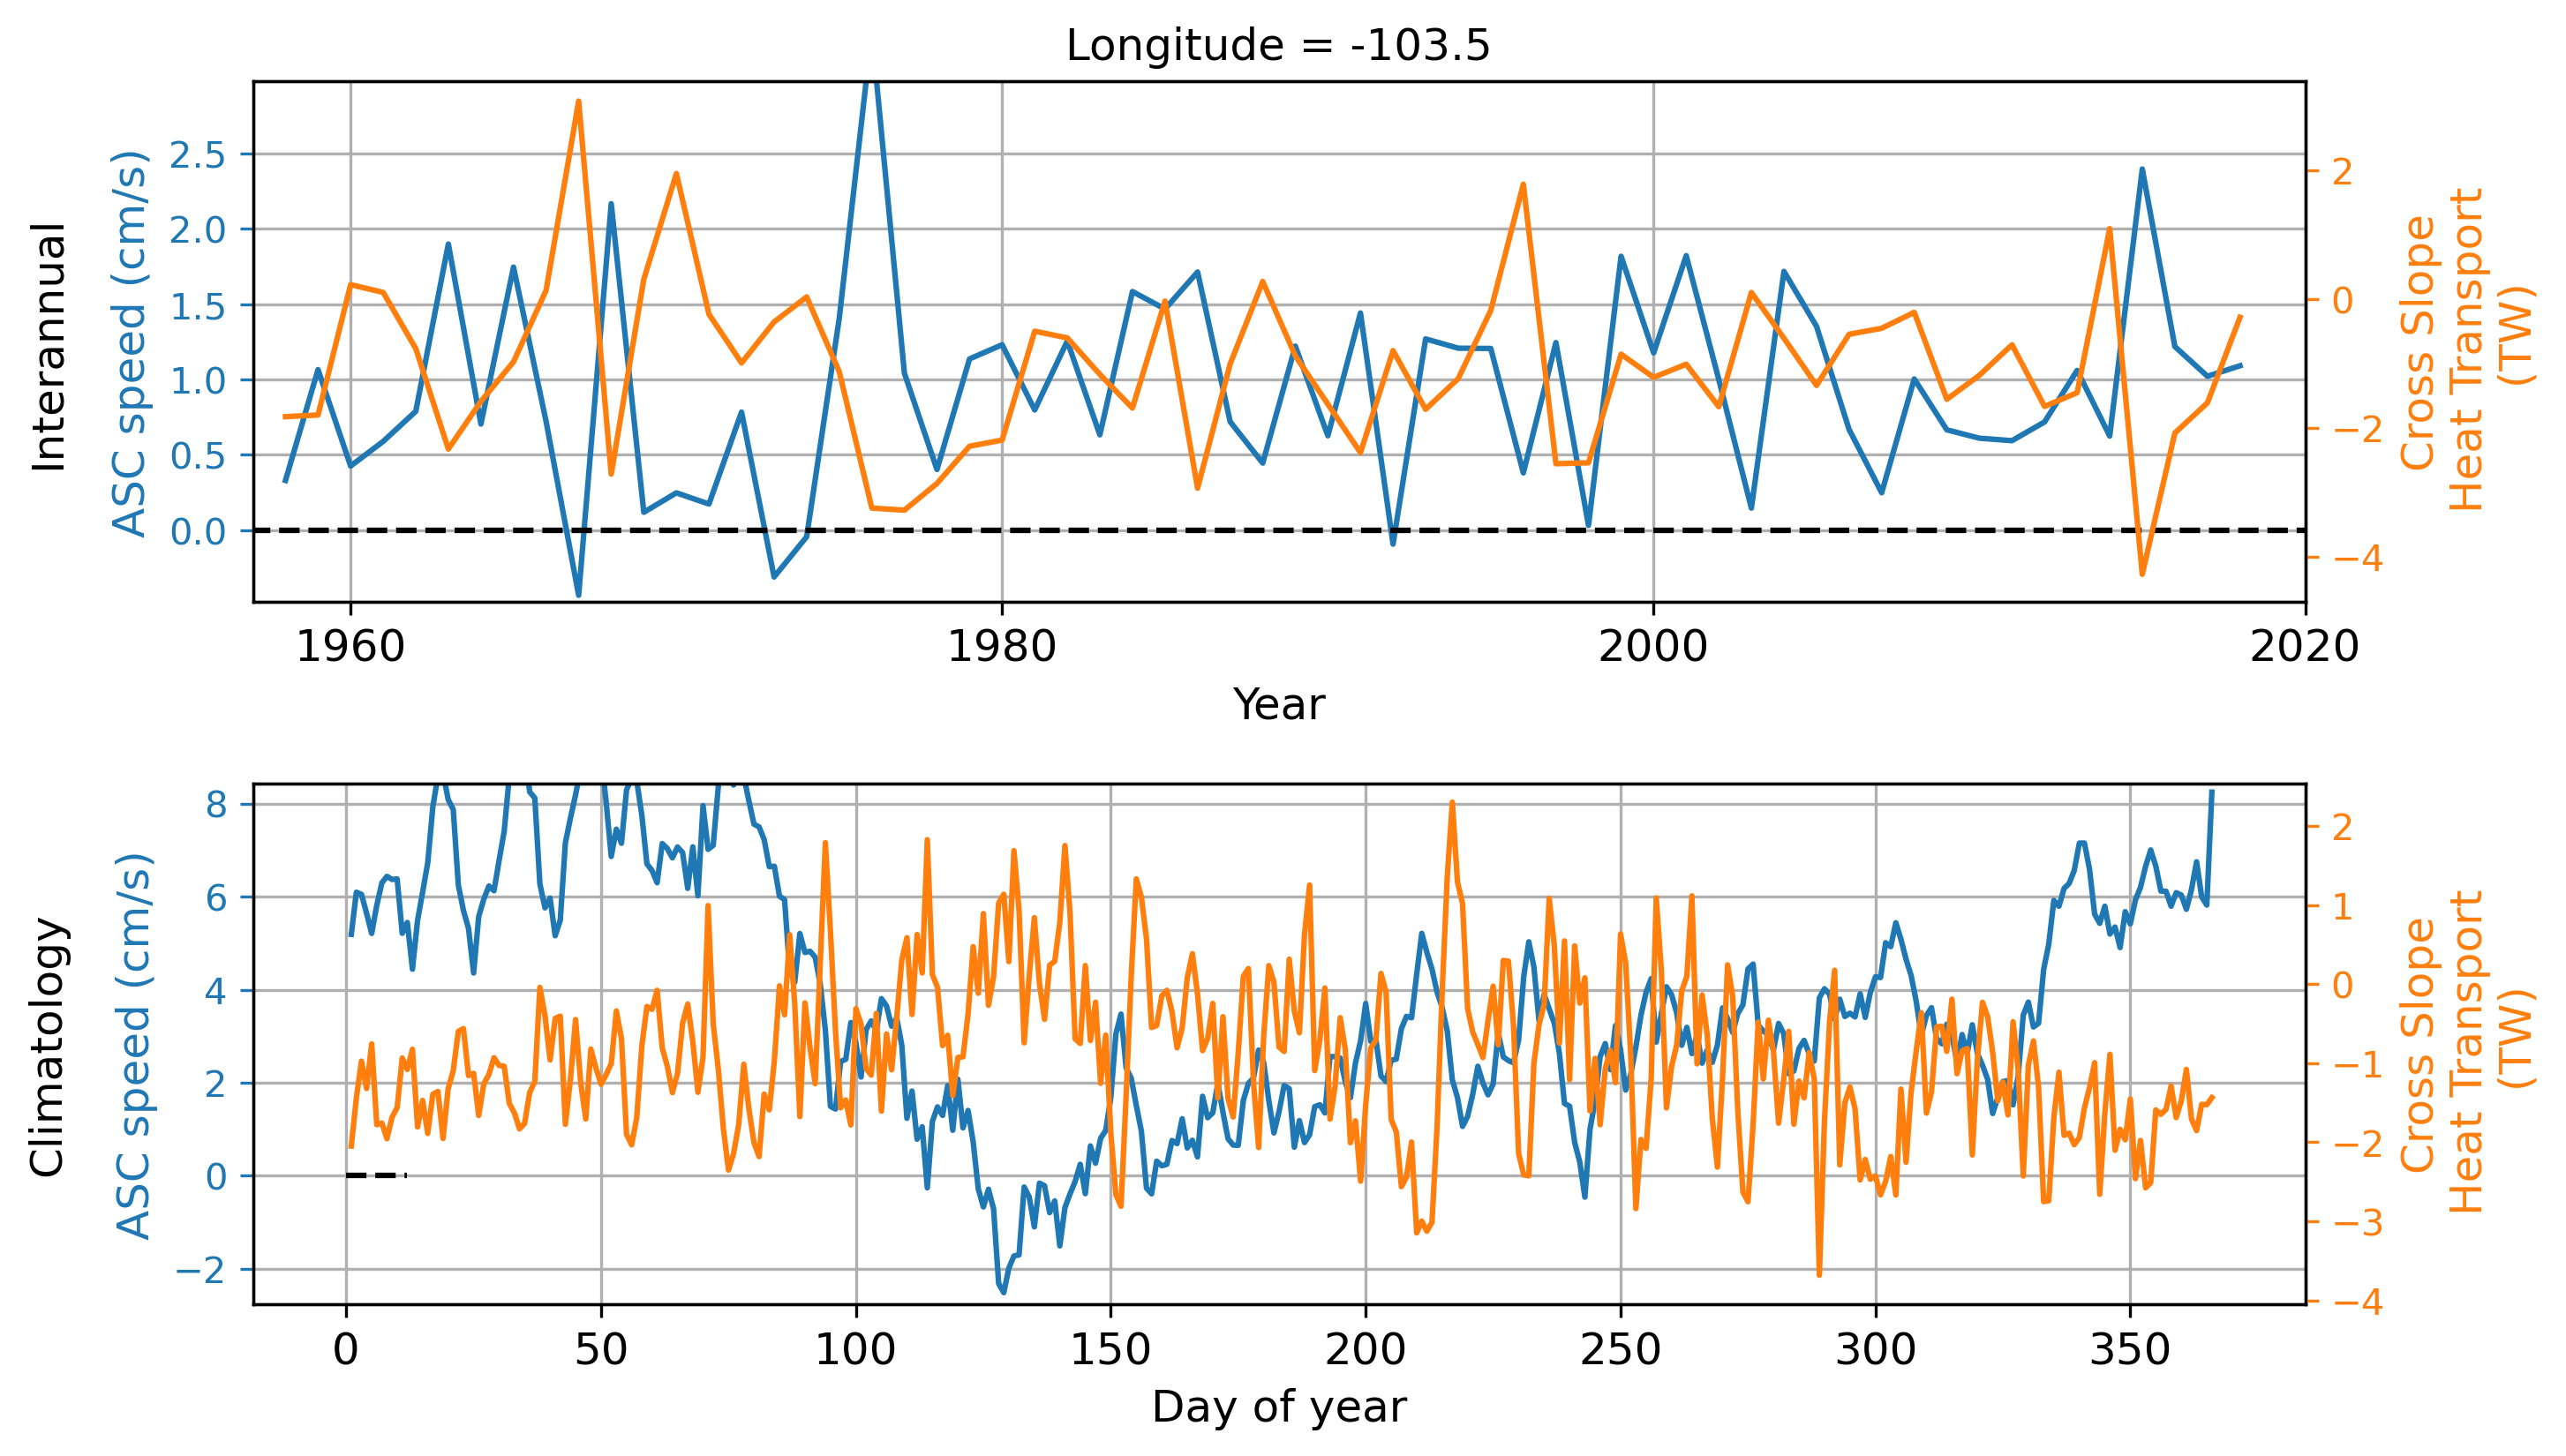 Longitude = -103.5
Interannual
ASC speed (cm/s)
2.5
2.0
1.5
1.0
0.5
0.0
2
0
−2
−4
Cross Slope
Heat Transport
(TW)
1960
1980
2000
2020
Year
Climatology
ASC speed (cm/s)
8
6
4
2
0
−2
2
1
0
−1
−2
−3
−4
Cross Slope
Heat Transport
(TW)
0
50
100
150
200
250
300
350
Day of year